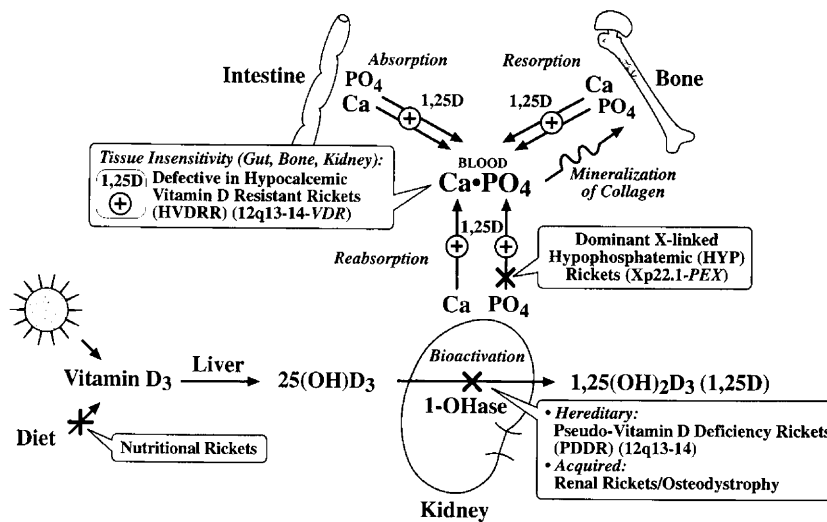 Intestine
Absorption
PO4
Ca
1,25D
+
Resorption
Ca
PO4
1,25D
+
Bone
Tissue Insensitivity (Gut, Bone, Kidney):
1,25D
+
Defective in Hypocalcemic
Vitamin D Resistant Rickets
(HVDRR) (12q13-14-VDR)
BLOOD
Ca•PO4
Mineralization
of Collagen
1,25D
+
+
Reabsorption
Ca
PO4
Dominant X-linked
Hypophosphatemic (HYP)
Rickets (Xp22.1-PEX)
Vitamin D3
Liver
25(OH)D3
Bioactivation
1-OHase
1,25(OH)2D3 (1,25D)
Diet
Nutritional Rickets
Kidney
• Hereditary:
Pseudo-Vitamin D Deficiency Rickets
(PDDR) (12q13-14)
• Acquired:
Renal Rickets/Osteodystrophy